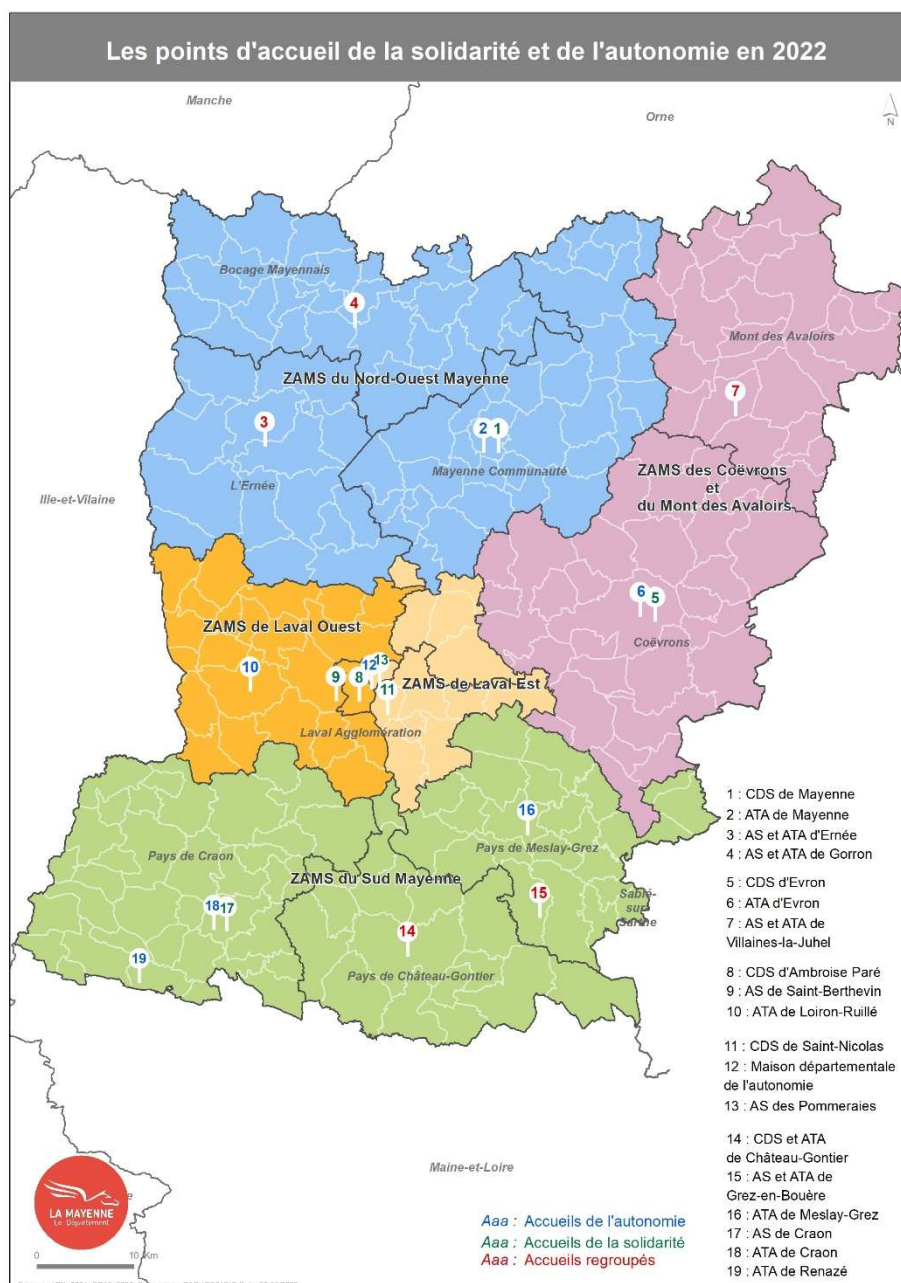 Les points d'accueil de la solidarité et de l'autonomie en 2022
Manche
Orne
N
Bocage Mayennais
4
Mont des Avaloirs
ZAMS du Nord-Ouest Mayenne
7
3
2
1
L'Ernée
Mayenne Communauté
ZAMS des Coëvrons
et
du Mont des Avaloirs
Ille-et-Vilaine
6
5
Coëvrons
ZAMS de Laval Ouest
10
9
8
12
13
11
ZAMS de Laval Est
Laval Agglomération
16
Pays de Meslay-Grez
Pays de Craon
ZAMS du Sud Mayenne
15
Sablé-
sur-
Sarthe
18
17
14
19
Pays de Château-Gontier
1 : CDS de Mayenne
2 : ATA de Mayenne
3 : AS et ATA d'Ernée
4 : AS et ATA de Gorron
5 : CDS d'Evron
6 : ATA d'Evron
7 : AS et ATA de
Villaines-la-Juhel
8 : CDS d'Ambroise Paré
9 : AS de Saint-Berthevin
10 : ATA de Loiron-Ruillé
11 : CDS de Saint-Nicolas
12 : Maison départementale
de l'autonomie
13 : AS des Pommeraies
14 : CDS et ATA
de Château-Gontier
15 : AS et ATA de
Grez-en-Bouère
16 : ATA de Meslay-Grez
17 : AS de Craon
18 : ATA de Craon
19 : ATA de Renazé
Maine-et-Loire
LA MAYENNE
Le Département
0 10 Km
Aaa : Accueils de l'autonomie
Aaa : Accueils de la solidarité
Aaa : Accueils regroupés